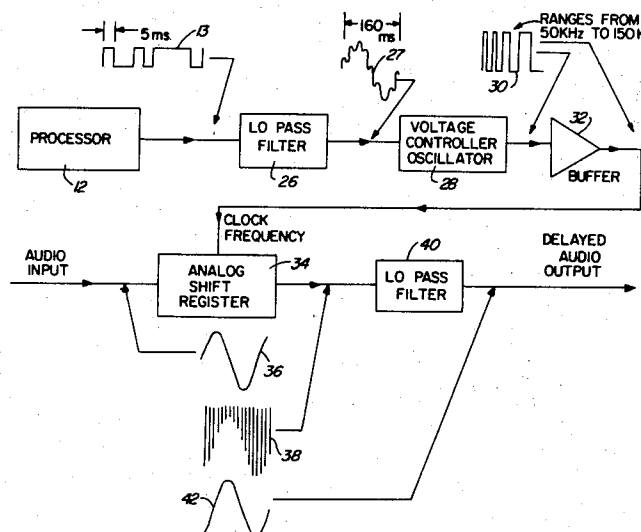 5 ms.
13
160
ms
27
RANGES FROM
50KHz TO 150K
30
PROCESSOR
12
LO PASS
FILTER
26
VOLTAGE
CONTROLLER
OSCILLATOR
28
32
BUFFER
CLOCK
FREQUENCY
AUDIO
INPUT
ANALOG
SHIFT
REGISTER
34
40
LO PASS
FILTER
DELAYED
AUDIO
OUTPUT
36
38
42